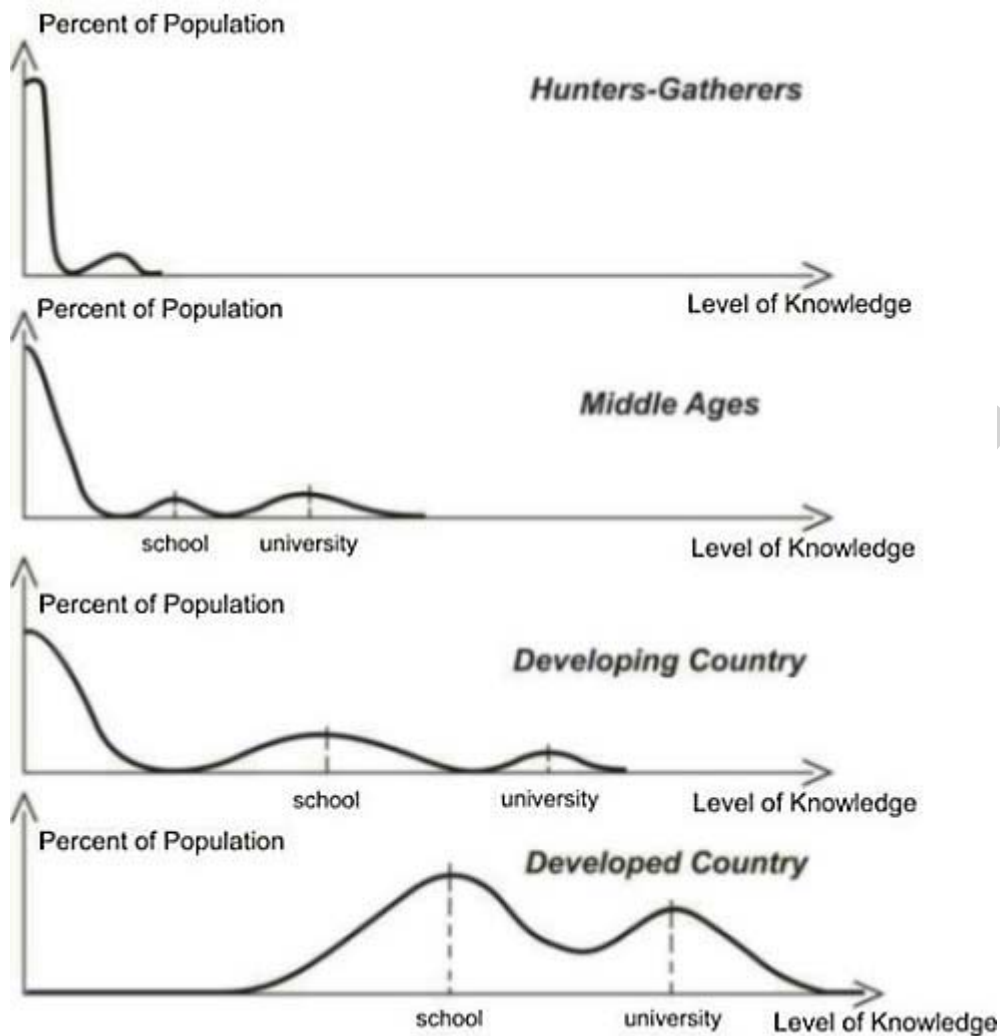 Percent of Population
Hunters-Gatherers
Level of Knowledge
Percent of Population
Middle Ages
school university
Level of Knowledge
Percent of Population
Developing Country
school university
Level of Knowledge
Percent of Population
Developed Country
school university
Level of Knowledge